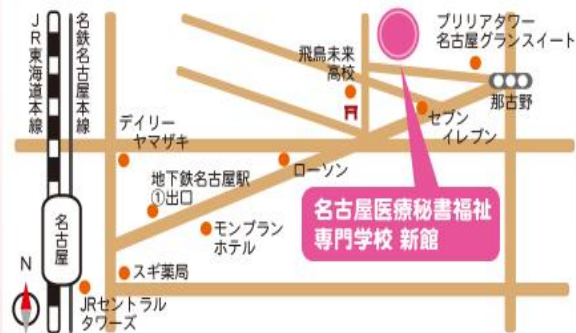 JR東海道本線
名鉄名古屋本線
デイリー
ヤマザキ
地下鉄名古屋駅
①出口
名古屋
N
JRセントラル
タワーズ
スギ薬局
モンブラン
ホテル
ローソン
飛鳥未来
高校
ブリリアタワー
名古屋グランスイート
那古野
セブン
イレブン
名古屋医療秘書福祉
専門学校 新館